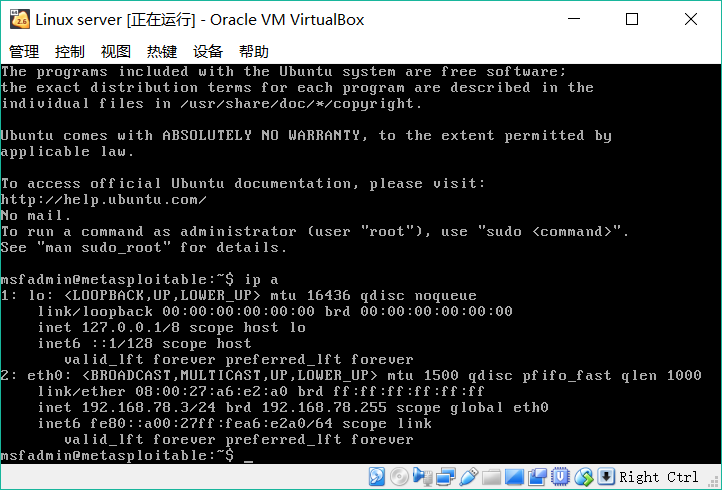 2.6 Linux server [正在运行] - Oracle VM VirtualBox
管理 控制 视图 热键 设备 帮助
The programs included with the Ubuntu system are free software;
the exact distribution terms for each program are described in the
individual files in /usr/share/doc/*/copyright.
Ubuntu comes with ABSOLUTELY NO WARRANTY, to the extent permitted by
applicable law.
To access official Ubuntu documentation, please visit:
http://help.ubuntu.com/
No mail.
To run a command as administrator (user "root"), use "sudo <command>".
See "man sudo_root" for details.
msfadmin@metasploitable:~$ ip a
1: lo: <LOOPBACK,UP,LOWER_UP> mtu 16436 qdisc noqueue
    link/loopback 00:00:00:00:00:00 brd 00:00:00:00:00:00
    inet 127.0.0.1/8 scope host lo
    inet6 ::1/128 scope host
       valid_lft forever preferred_lft forever
2: eth0: <BROADCAST,MULTICAST,UP,LOWER_UP> mtu 1500 qdisc pfifo_fast qlen 1000
    link/ether 08:00:27:a6:e2:a0 brd ff:ff:ff:ff:ff:ff
    inet 192.168.78.3/24 brd 192.168.78.255 scope global eth0
    inet6 fe80::a00:27ff:fea6:e2a0/64 scope link
       valid_lft forever preferred_lft forever
msfadmin@metasploitable:~$ _
Right Ctrl